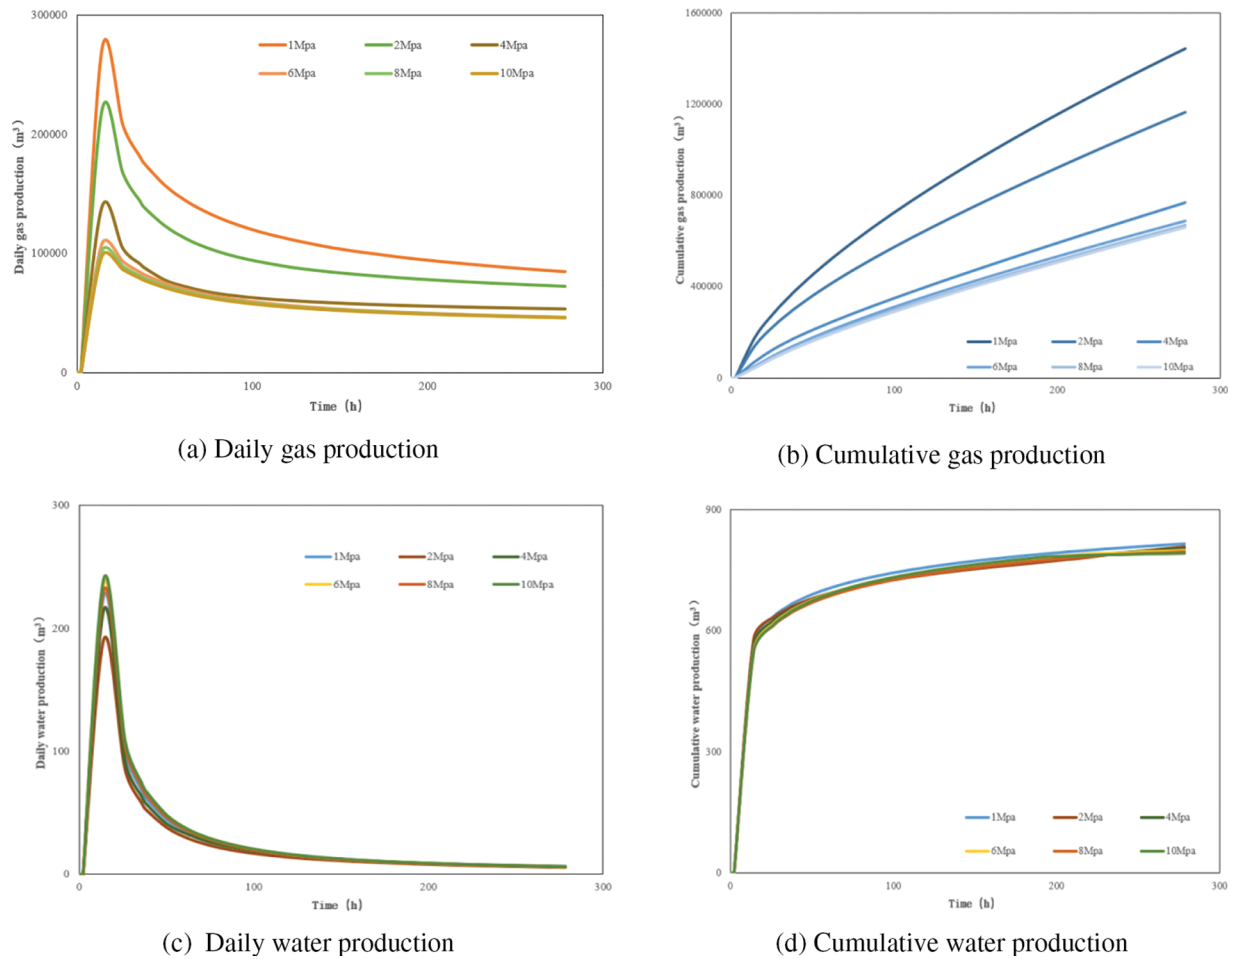 300000
200000
100000
0
0
100
200
300
Daily gas production (m³)
Time (h)
1Mpa 2Mpa 4Mpa
6Mpa 8Mpa 10Mpa
(a) Daily gas production
1600000
1200000
800000
400000
0
0
100
200
300
Cumulative gas production (m³)
Time (h)
1Mpa 2Mpa 4Mpa
6Mpa 8Mpa 10Mpa
(b) Cumulative gas production
300
200
100
0
0
100
200
300
Daily water production (m³)
Time (h)
1Mpa 2Mpa 4Mpa
6Mpa 8Mpa 10Mpa
(c) Daily water production
900
600
300
0
0
100
200
300
Cumulative water production (m³)
Time (h)
1Mpa 2Mpa 4Mpa
6Mpa 8Mpa 10Mpa
(d) Cumulative water production